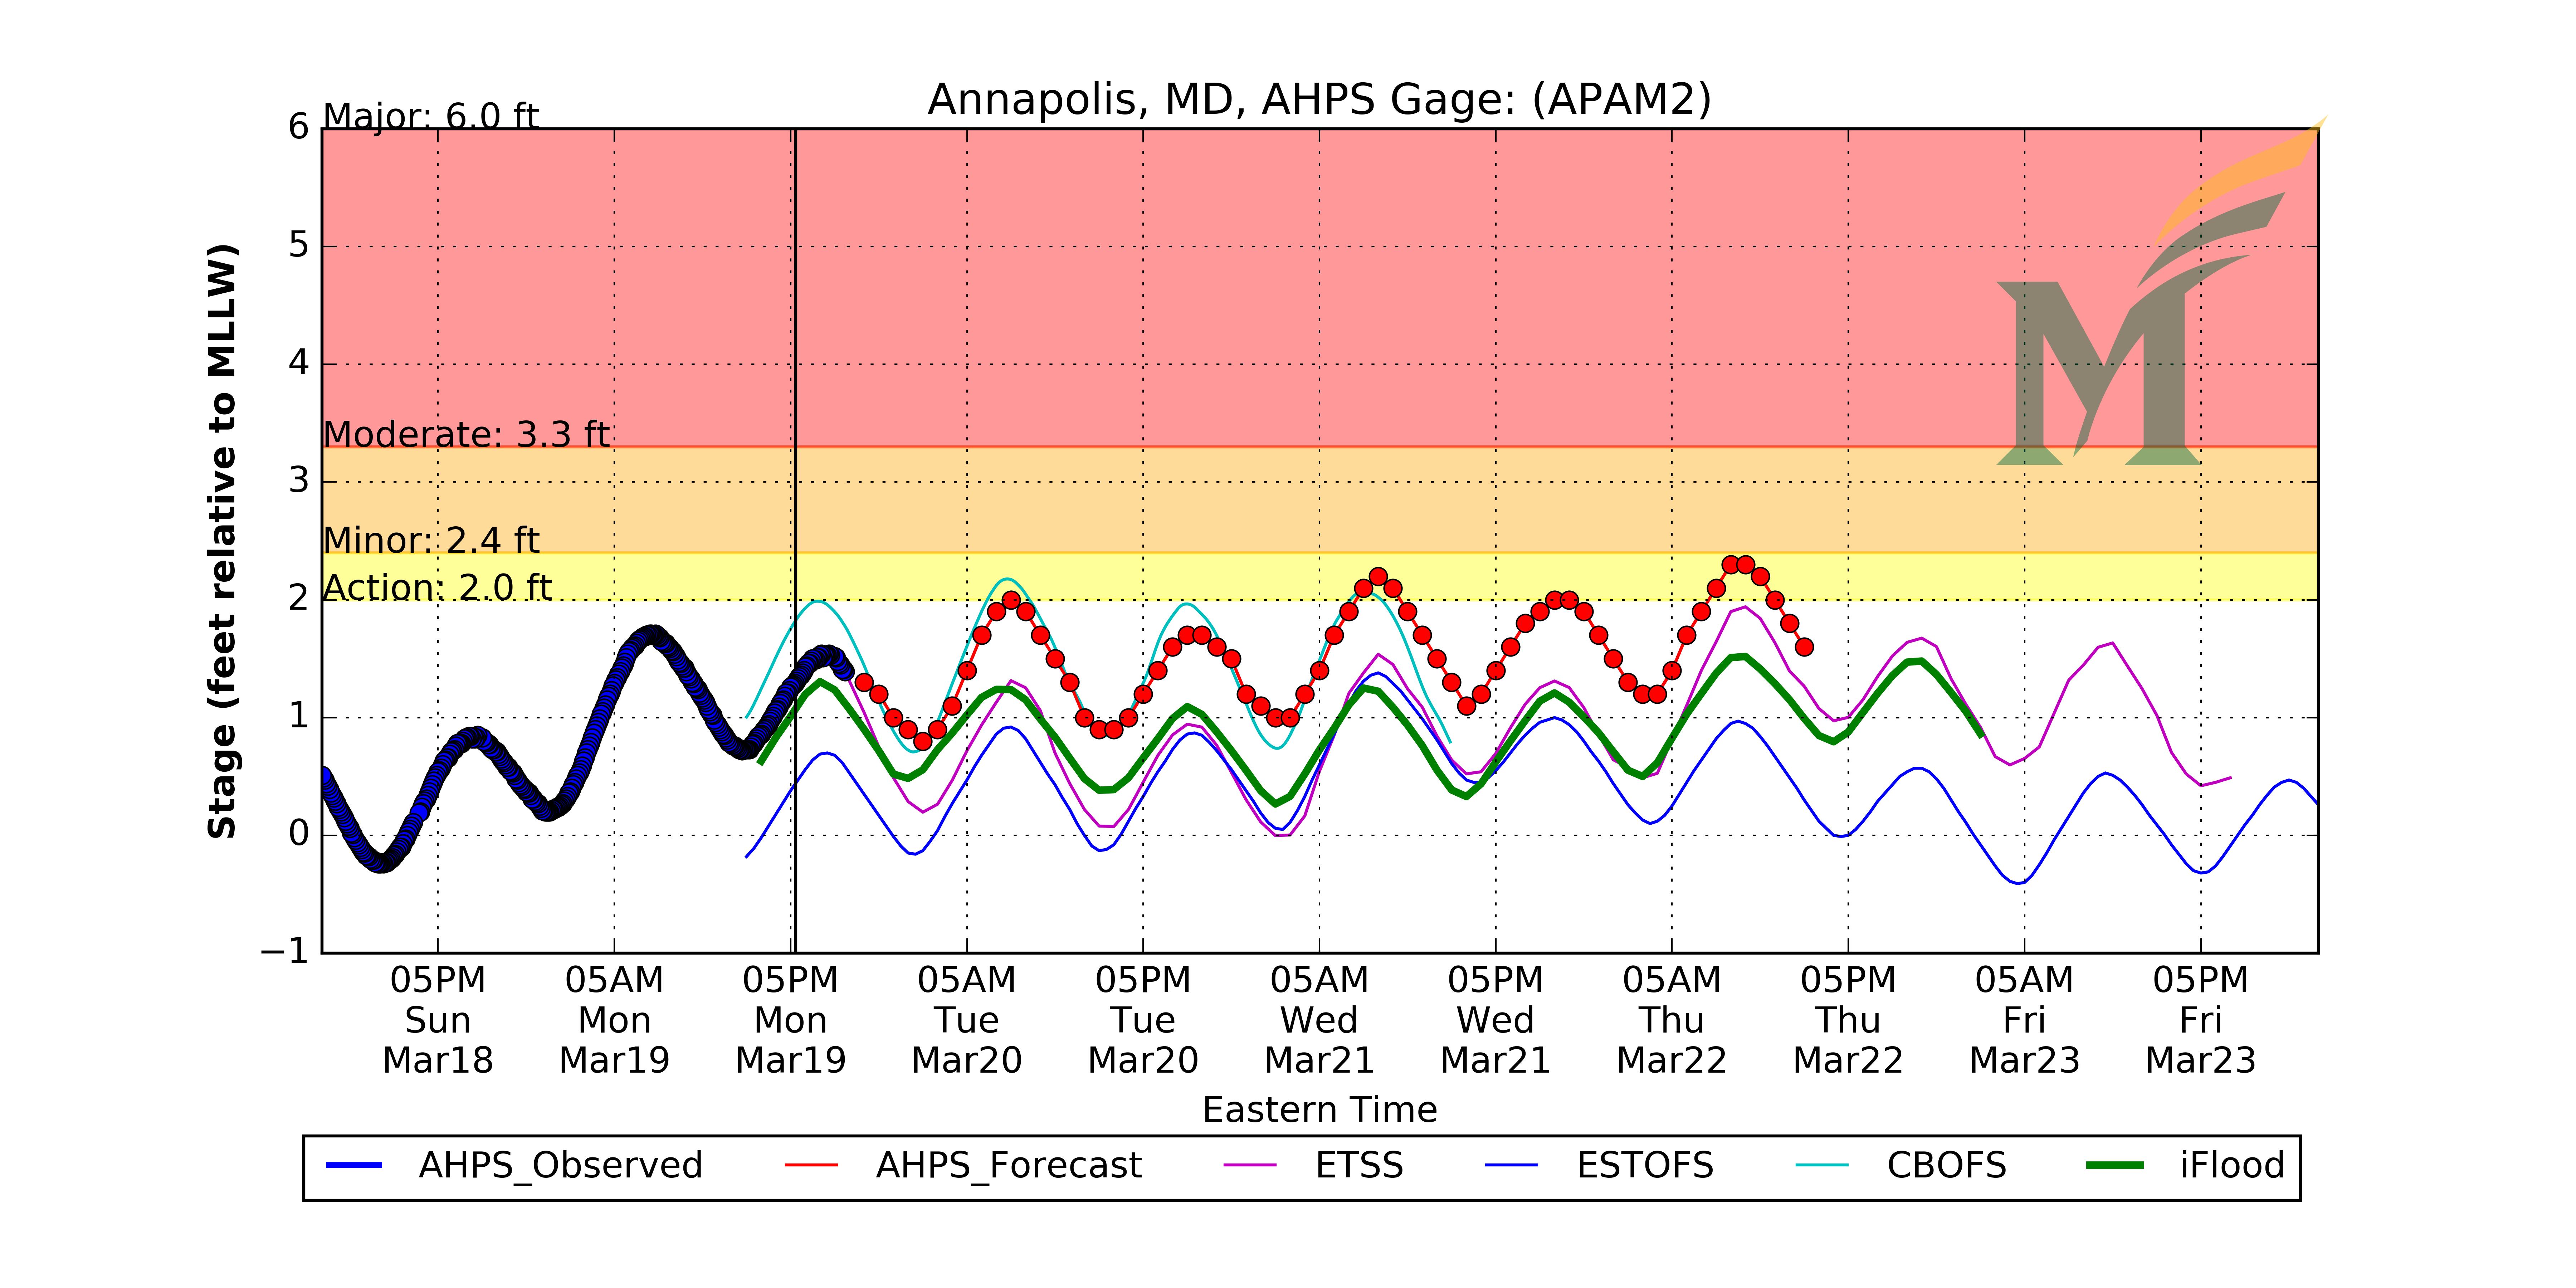 Annapolis, MD, AHPS Gage: (APAM2)
Major: 6.0 ft
Moderate: 3.3 ft
Minor: 2.4 ft
Action: 2.0 ft
6
5
4
3
2
1
0
−1
Stage (feet relative to MLLW)
05PM 05AM 05PM 05AM 05PM 05AM 05PM 05AM 05PM 05AM 05PM
Sun Mon Mon Tue Tue Wed Wed Thu Thu Fri Fri
Mar18 Mar19 Mar19 Mar20 Mar20 Mar21 Mar21 Mar22 Mar22 Mar23 Mar23
Eastern Time
AHPS_Observed AHPS_Forecast ETSS ESTOFS CBOFS iFlood
M